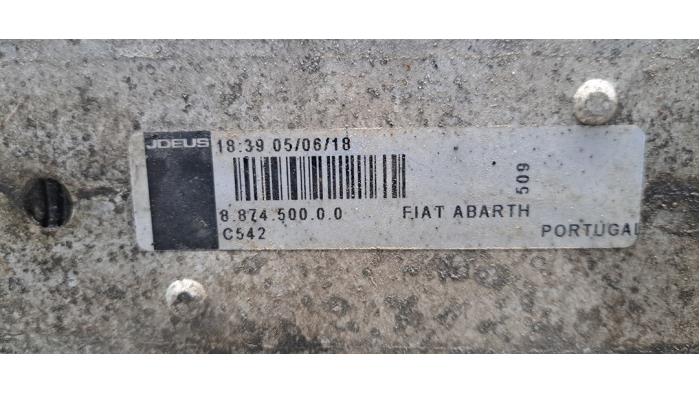 JDEUS 18:39 05/06/18
8.874.500.0.0 FIAT ABARTH 509
C542 PORTUGAL